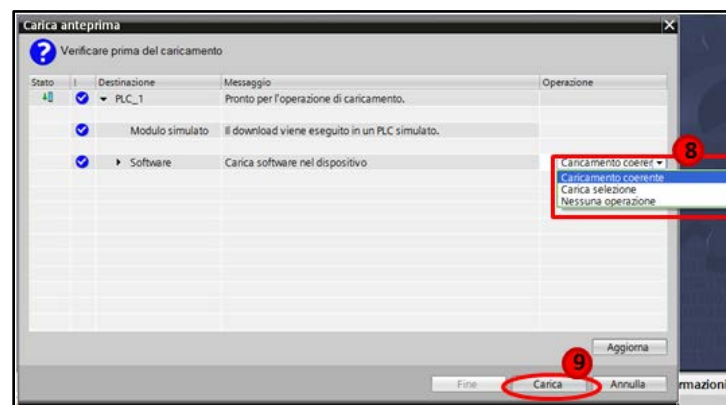 Carica anteprima
Verificare prima del caricamento
Stato ! Destinazione Messaggio Operazione
PLC_1 Pronto per l'operazione di caricamento.
Modulo simulato Il download viene eseguito in un PLC simulato.
Software Carica software nel dispositivo Caricamento coerer
8
Caricamento coerente
Carica selezione
Nessuna operazione
Aggiorna
9
Fine Carica Annulla
rmazioni